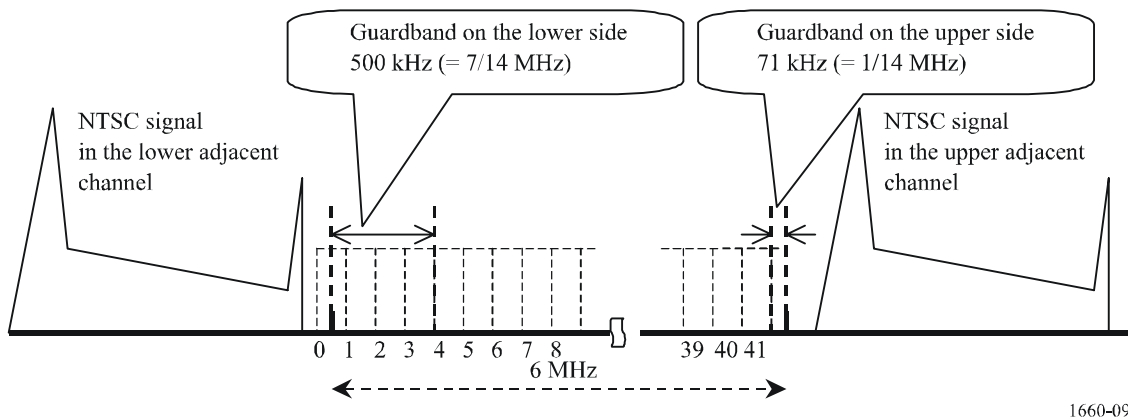 Guardband on the lower side
500 kHz (= 7/14 MHz)
Guardband on the upper side
71 kHz (= 1/14 MHz)
NTSC signal
in the lower adjacent
channel
NTSC signal
in the upper adjacent
channel
0 1 2 3 4 5 6 7 8 39 40 41
6 MHz
1660-09